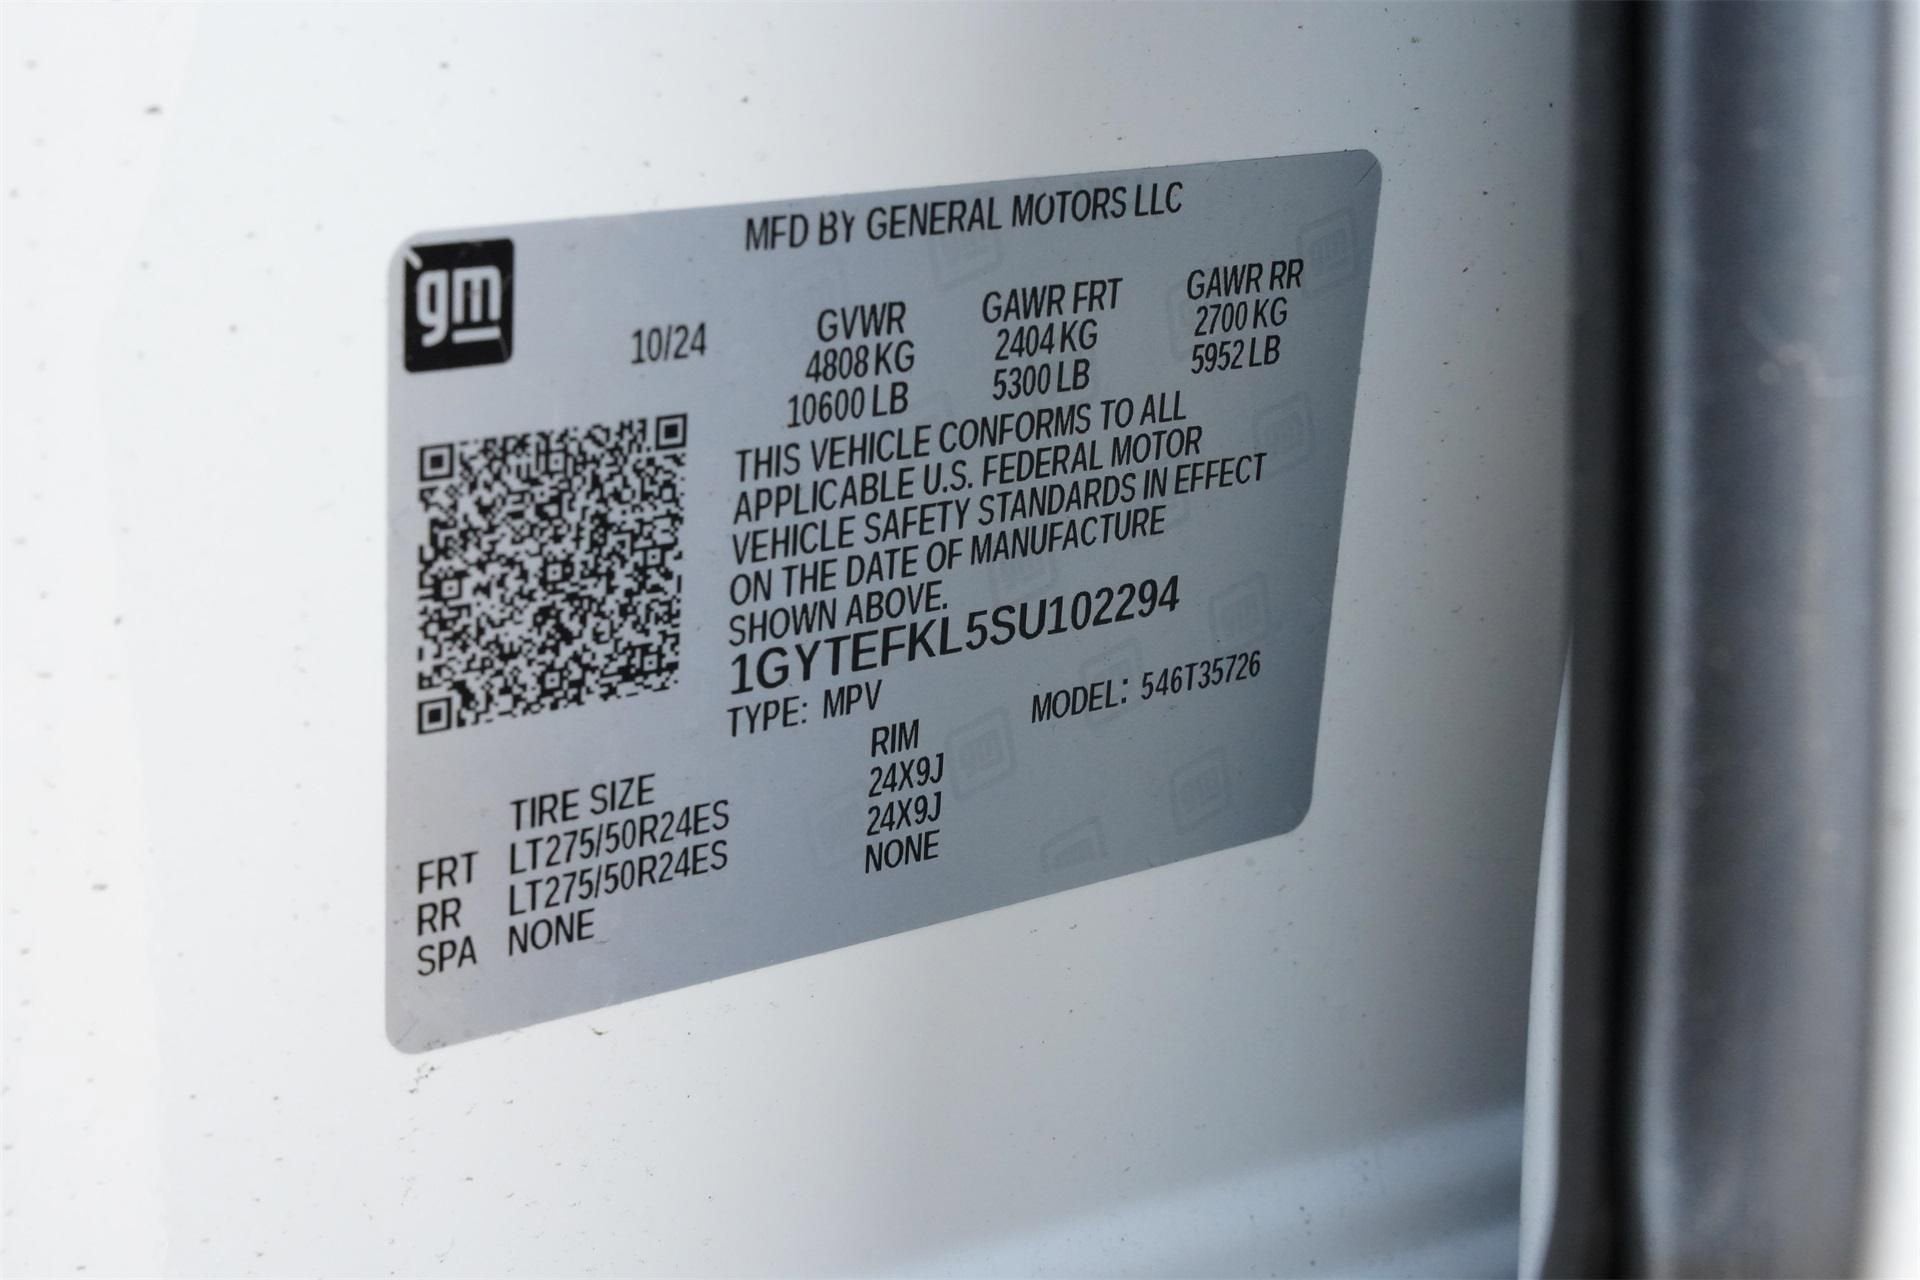 MFD BY GENERAL MOTORS LLC
gm
10/24 GVWR GAWR FRT GAWR RR
4808 KG 2404 KG 2700 KG
10600 LB 5300 LB 5952 LB
THIS VEHICLE CONFORMS TO ALL
APPLICABLE U.S. FEDERAL MOTOR
VEHICLE SAFETY STANDARDS IN EFFECT
ON THE DATE OF MANUFACTURE
SHOWN ABOVE.
1GYTEFKL5SU102294
TYPE: MPV MODEL: 546T35726
TIRE SIZE RIM
FRT LT275/50R24ES 24X9J
RR LT275/50R24ES 24X9J
SPA NONE NONE